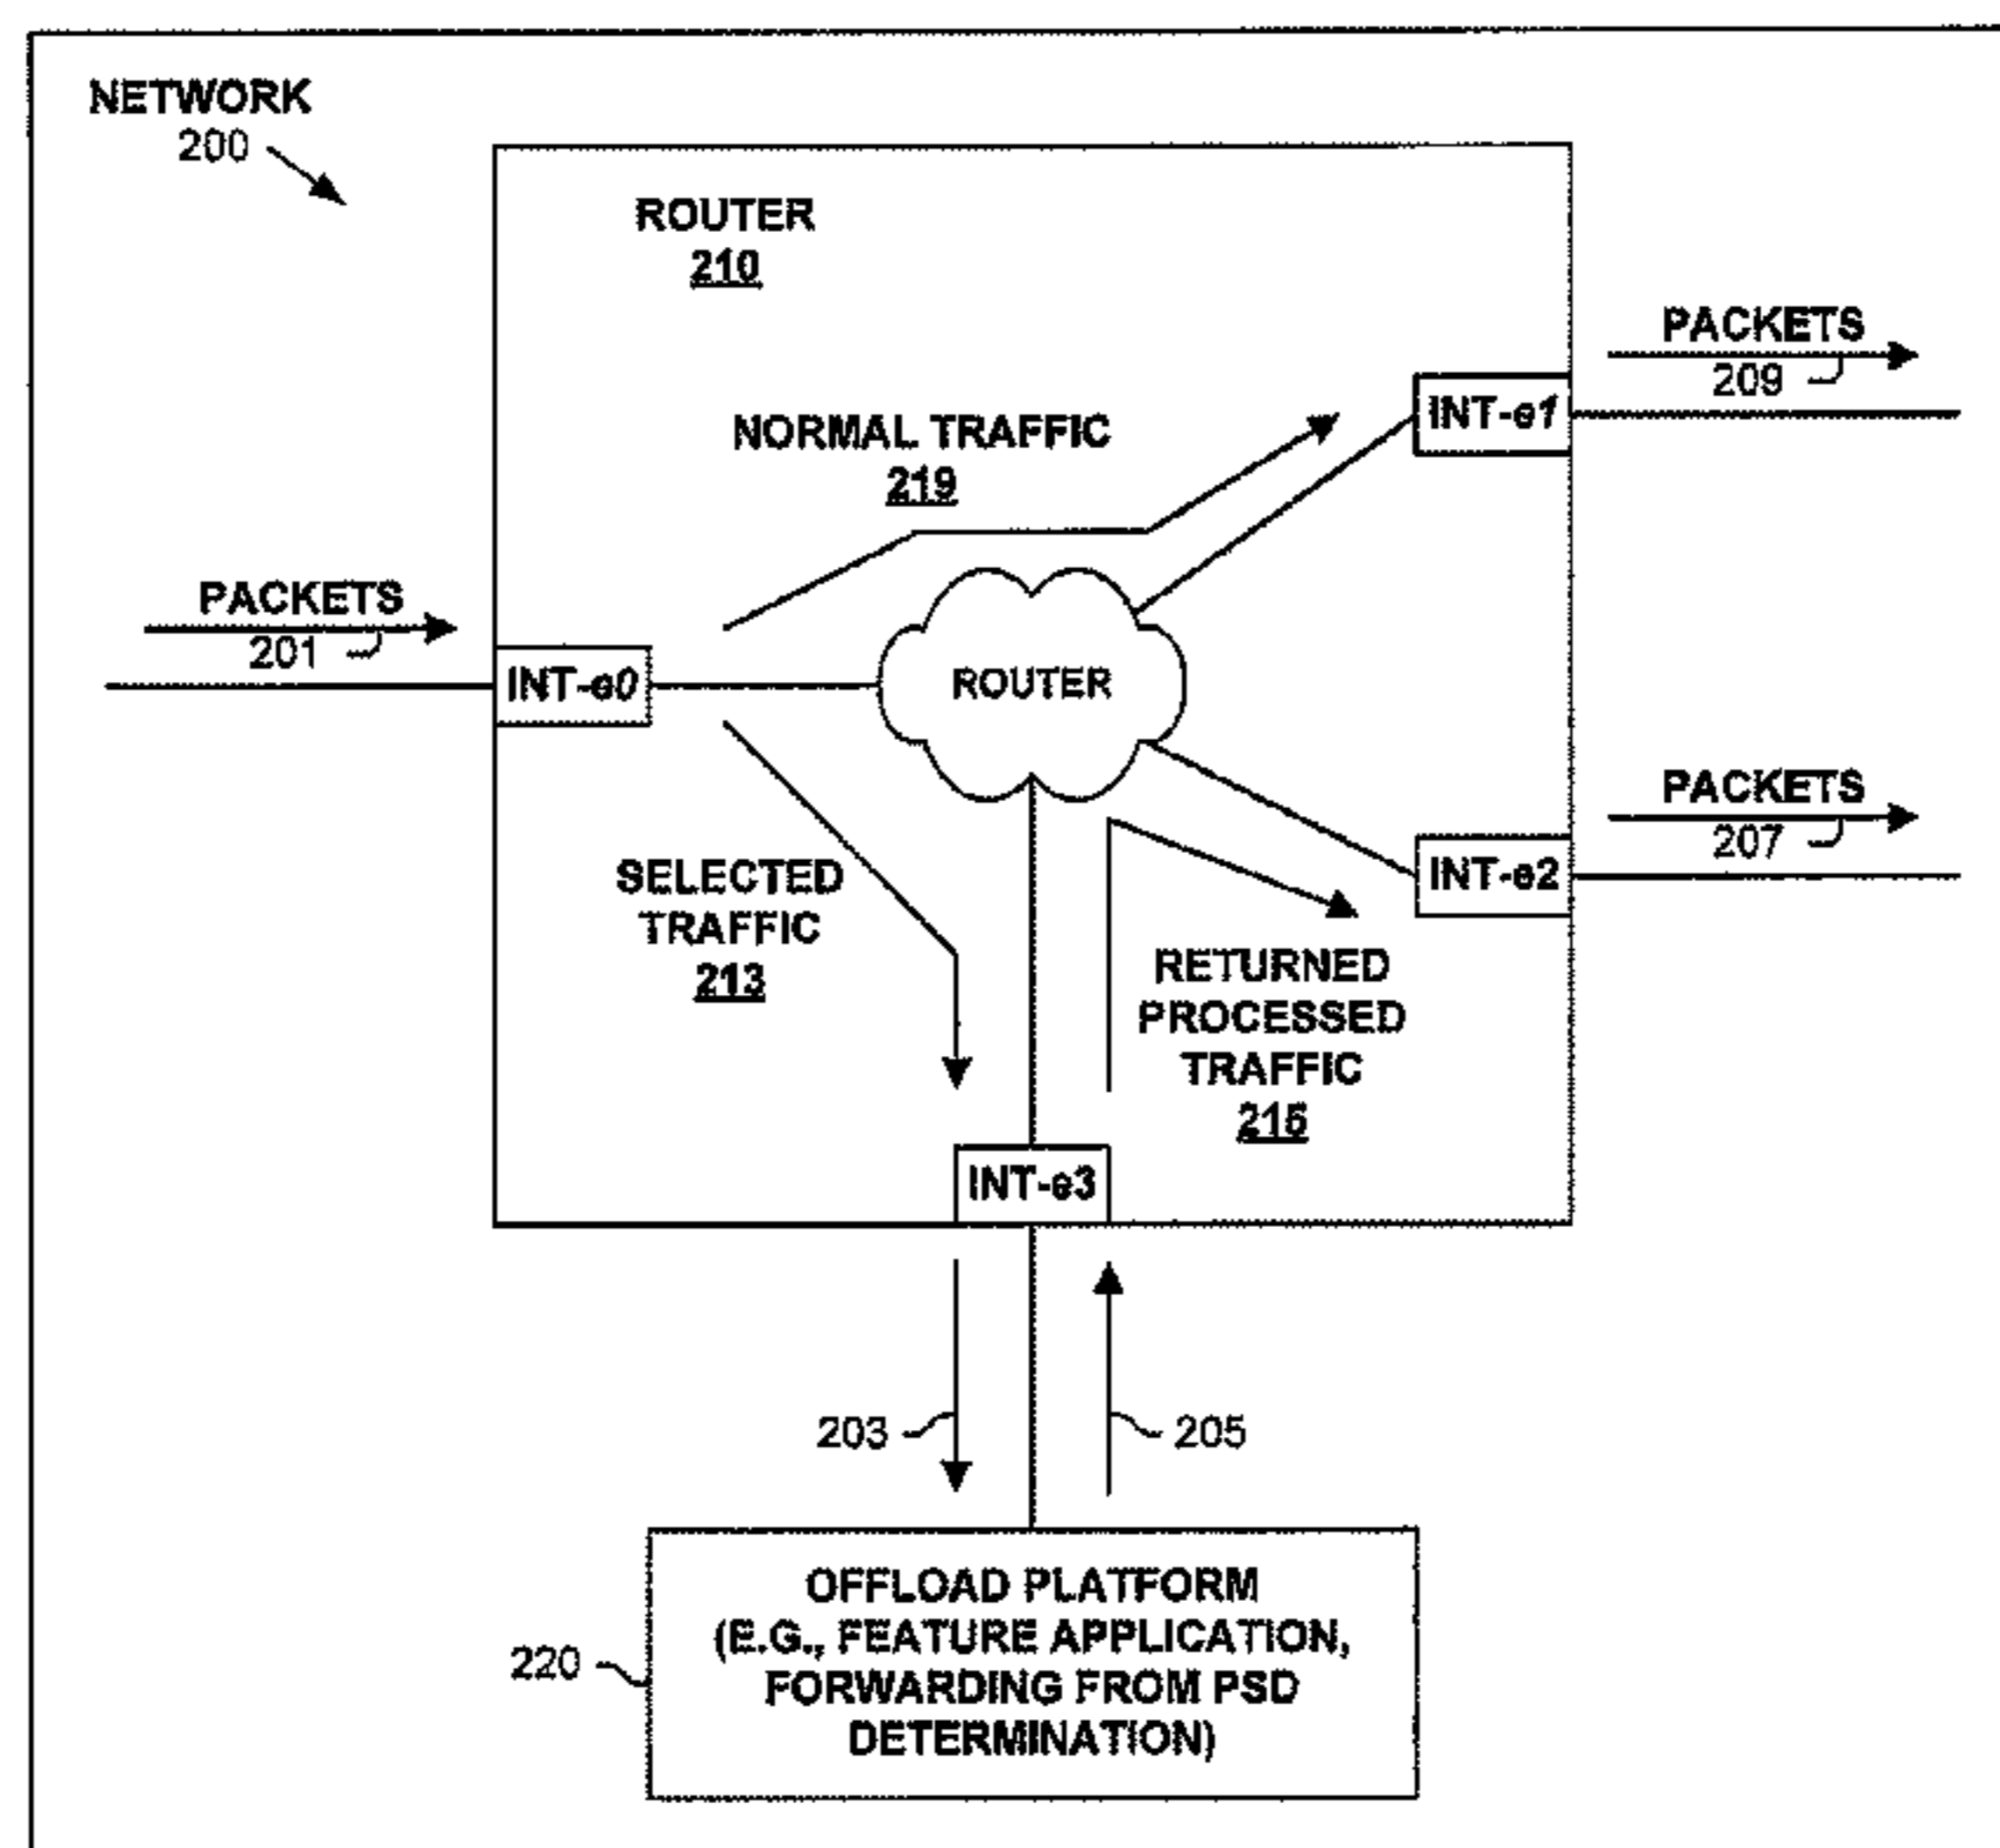 NETWORK
200
ROUTER
210
PACKETS
209
INT-e1
NORMAL TRAFFIC
219
PACKETS
201
INT-e0
ROUTER
PACKETS
207
INT-e2
SELECTED
TRAFFIC
213
RETURNED
PROCESSED
TRAFFIC
215
INT-e3
203
205
OFFLOAD PLATFORM
(E.G., FEATURE APPLICATION,
FORWARDING FROM PSD
DETERMINATION)
220